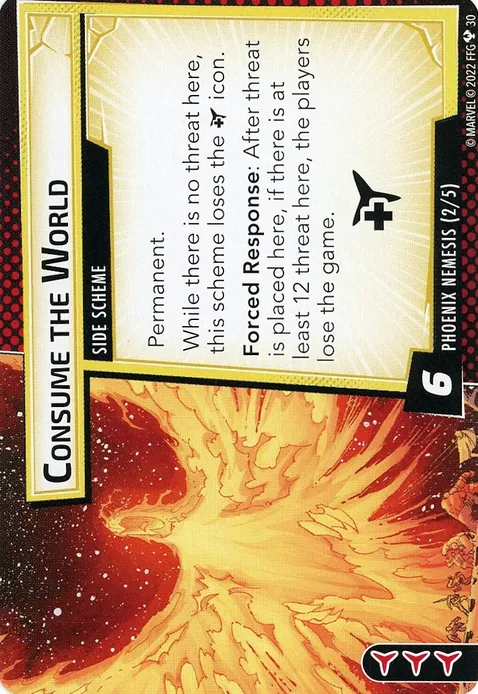 CONSUME THE WORLD
SIDE SCHEME
Permanent.
While there is no threat here,
this scheme loses the icon.
Forced Response: After threat
is placed here, if there is at
least 12 threat here, the players
lose the game.
6
PHOENIX NEMESIS (2/5)
© MARVEL © 2022 FFG 30